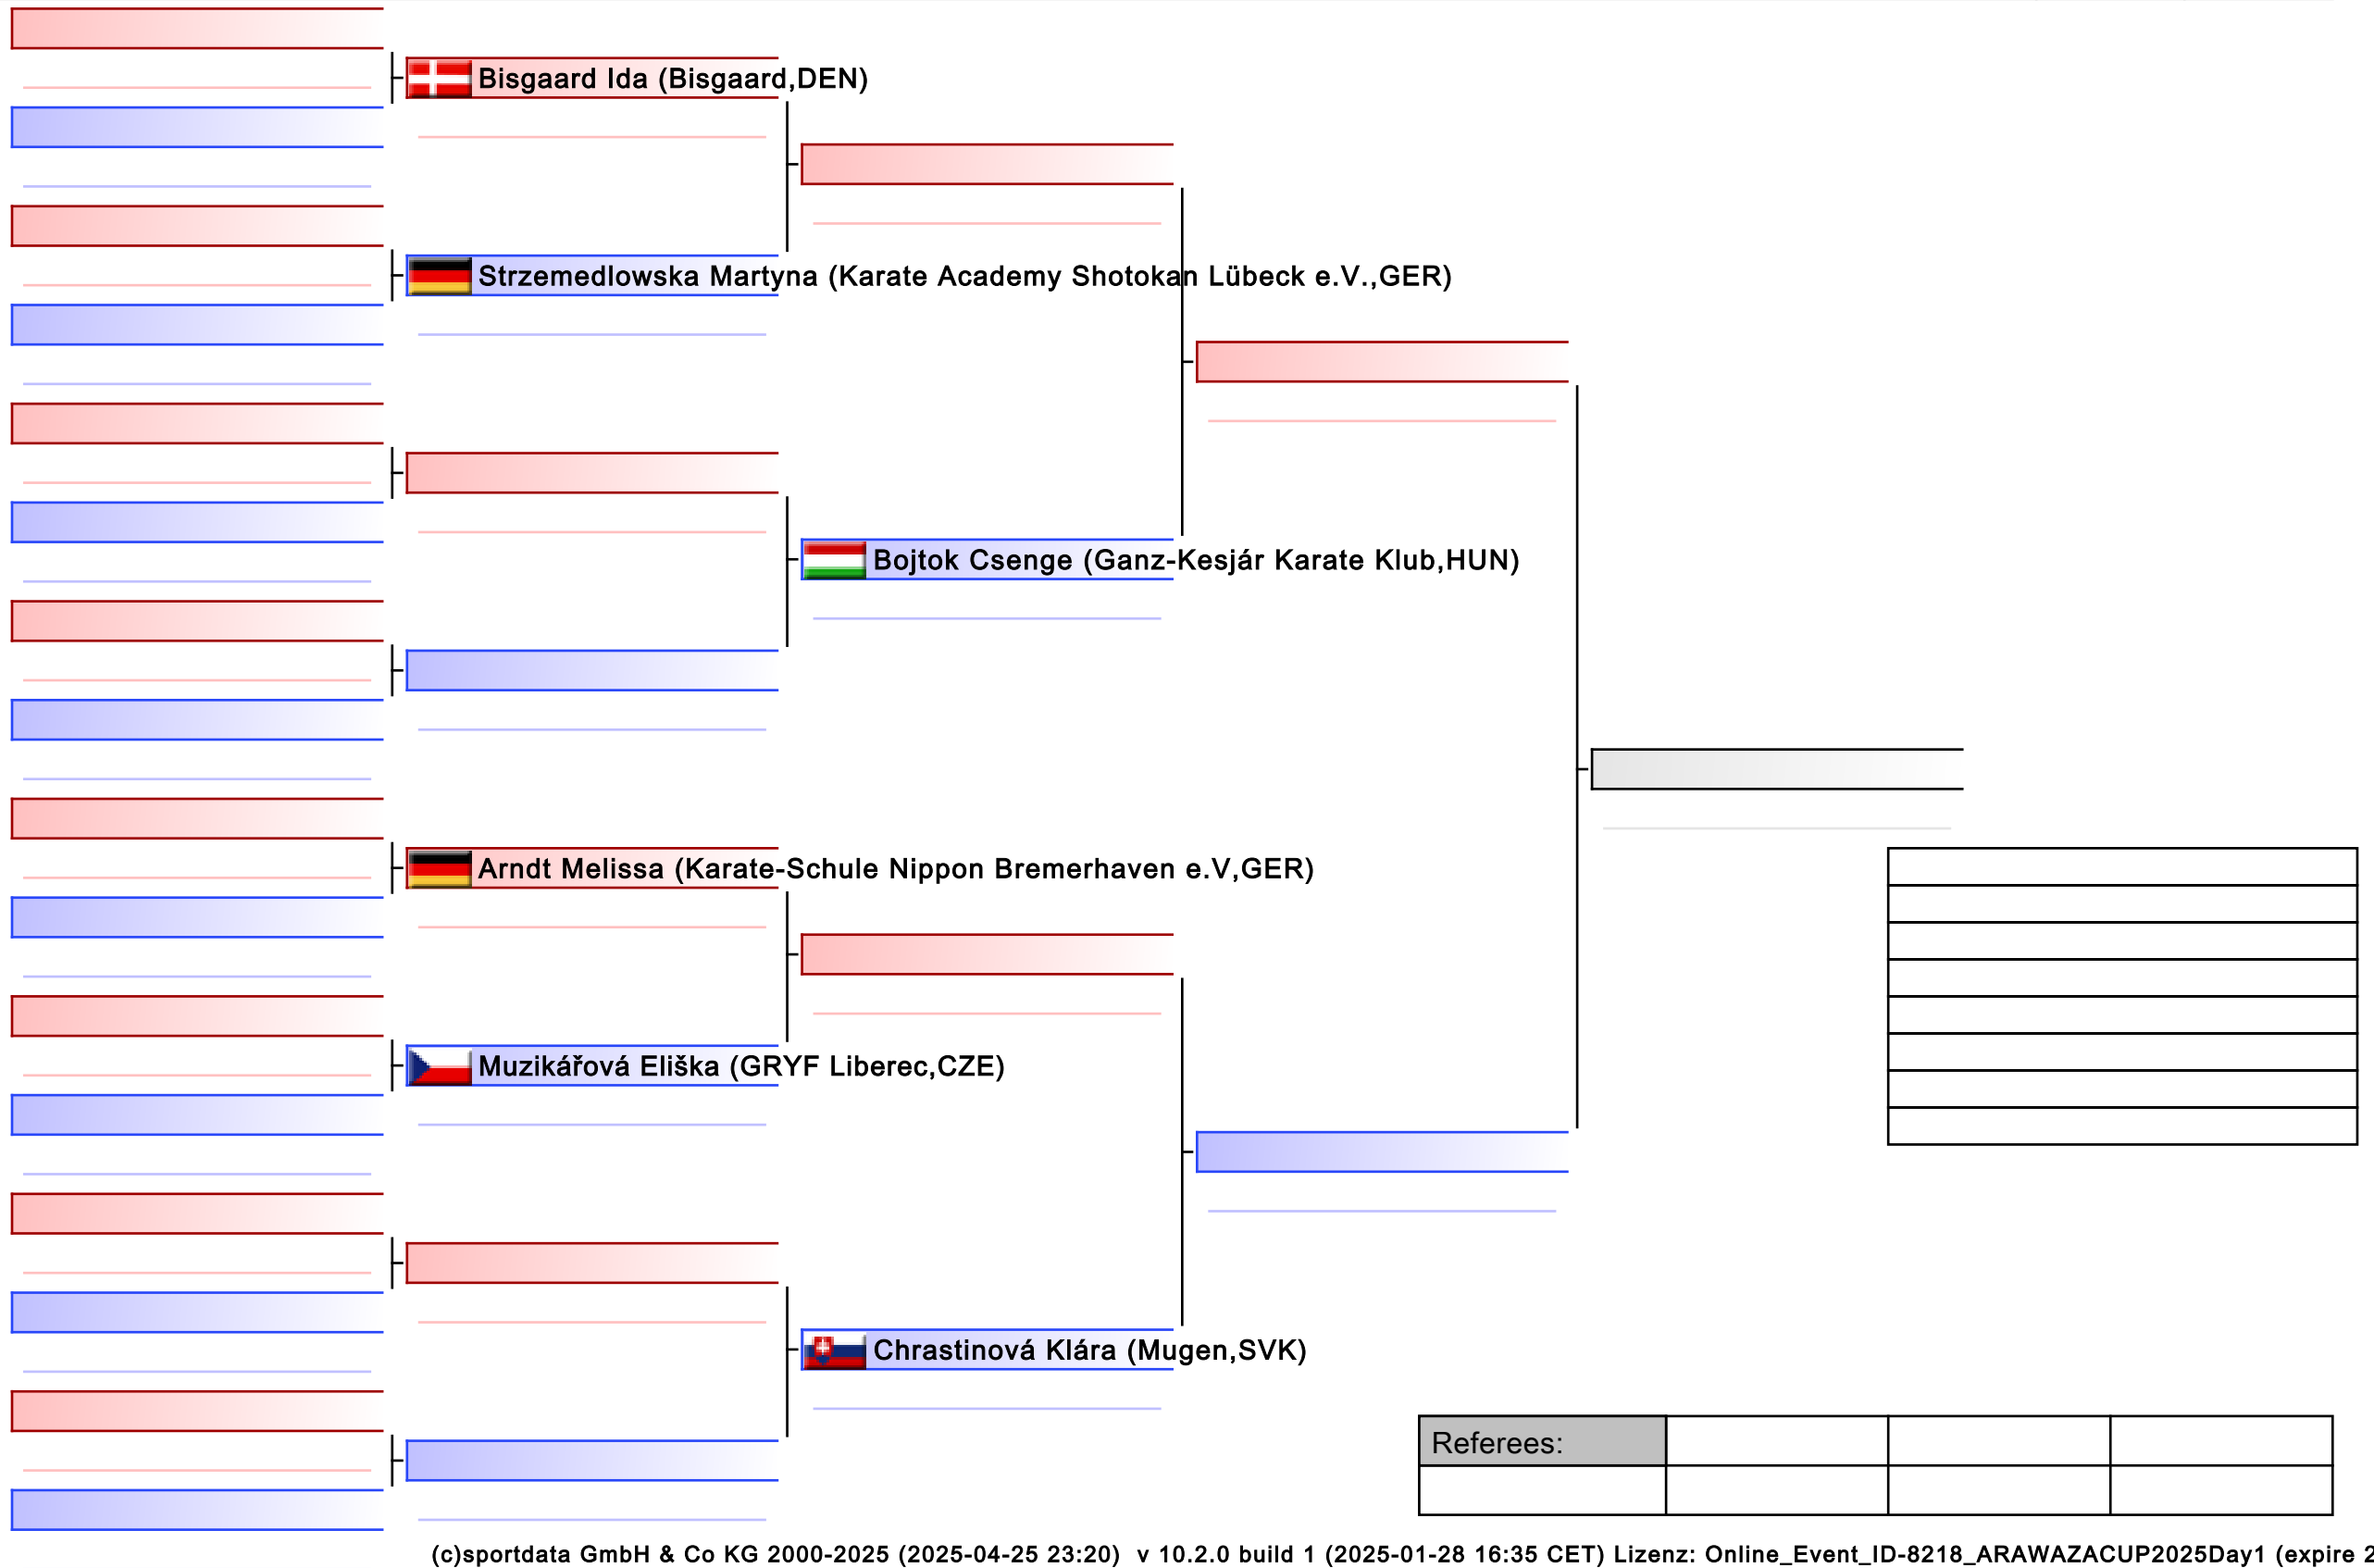 Bisgaard Ida (Bisgaard,DEN)
Strzemedlowska Martyna (Karate Academy Shotokan Lübeck e.V.,GER)
Bojtok Csenge (Ganz-Kesjár Karate Klub,HUN)
Arndt Melissa (Karate-Schule Nippon Bremerhaven e.V,GER)
Muzikářová Eliška (GRYF Liberec,CZE)
Chrastinová Klára (Mugen,SVK)
Referees:
(c)sportdata GmbH & Co KG 2000-2025 (2025-04-25 23:20) v 10.2.0 build 1 (2025-01-28 16:35 CET) Lizenz: Online_Event_ID-8218_ARAWAZACUP2025Day1 (expire